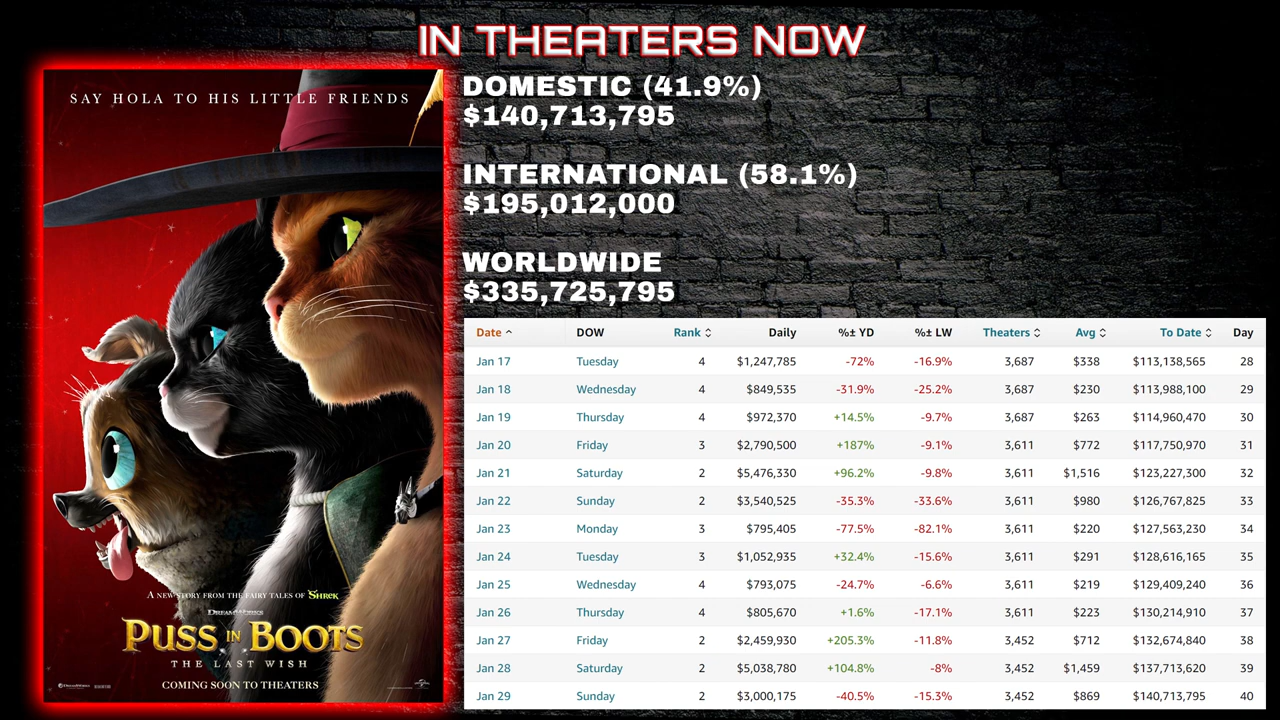 IN THEATERS NOW
SAY HOLA TO HIS LITTLE FRIENDS
A NEW STORY FROM THE FAIRY TALES OF SHREK
DREAMWORKS
PUSS IN BOOTS
THE LAST WISH
COMING SOON TO THEATERS
DOMESTIC (41.9%)
$140,713,795
INTERNATIONAL (58.1%)
$195,012,000
WORLDWIDE
$335,725,795
Date DOW Rank Daily %± YD %± LW Theaters Avg To Date Day
Jan 17 Tuesday 4 $1,247,785 -72% -16.9% 3,687 $338 $113,138,565 28
Jan 18 Wednesday 4 $849,535 -31.9% -25.2% 3,687 $230 $113,988,100 29
Jan 19 Thursday 4 $972,370 +14.5% -9.7% 3,687 $263 $114,960,470 30
Jan 20 Friday 3 $2,790,500 +187% -9.1% 3,611 $772 $117,750,970 31
Jan 21 Saturday 2 $5,476,330 +96.2% -9.8% 3,611 $1,516 $123,227,300 32
Jan 22 Sunday 2 $3,540,525 -35.3% -33.6% 3,611 $980 $126,767,825 33
Jan 23 Monday 3 $795,405 -77.5% -82.1% 3,611 $220 $127,563,230 34
Jan 24 Tuesday 3 $1,052,935 +32.4% -15.6% 3,611 $291 $128,616,165 35
Jan 25 Wednesday 4 $793,075 -24.7% -6.6% 3,611 $219 $129,409,240 36
Jan 26 Thursday 4 $805,670 +1.6% -17.1% 3,611 $223 $130,214,910 37
Jan 27 Friday 2 $2,459,930 +205.3% -11.8% 3,452 $712 $132,674,840 38
Jan 28 Saturday 2 $5,038,780 +104.8% -8% 3,452 $1,459 $137,713,620 39
Jan 29 Sunday 2 $3,000,175 -40.5% -15.3% 3,452 $869 $140,713,795 40